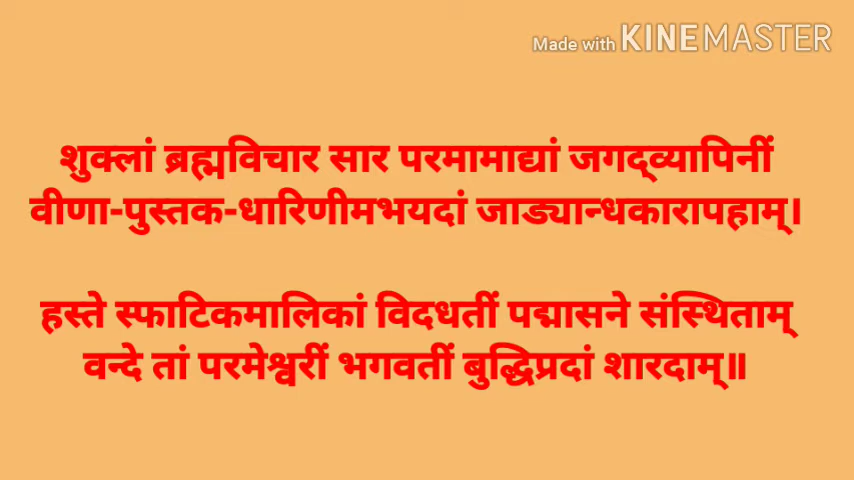 Made with KINEMASTER
शुक्लां ब्रह्मविचार सार परमामाद्यां जगद्व्यापिनीं
वीणा-पुस्तक-धारिणीमभयदां जाड्यान्धकारापहाम्।
हस्ते स्फाटिकमालिकां विदधतीं पद्मासने संस्थिताम्
वन्दे तां परमेश्वरीं भगवतीं बुद्धिप्रदां शारदाम्॥